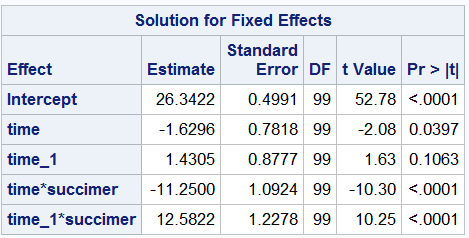 Solution for Fixed Effects
Effect Estimate Standard Error DF t Value Pr > |t|
Intercept 26.3422 0.4991 99 52.78 <.0001
time -1.6296 0.7818 99 -2.08 0.0397
time_1 1.4305 0.8777 99 1.63 0.1063
time*succimer -11.2500 1.0924 99 -10.30 <.0001
time_1*succimer 12.5822 1.2278 99 10.25 <.0001